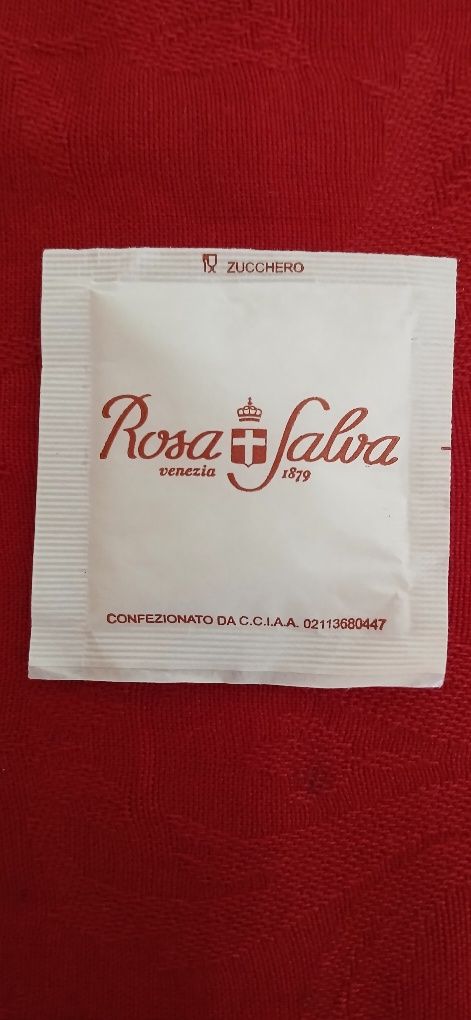 ZUCCHERO
Rosa Salva
venezia 1879
CONFEZIONATO DA C.C.I.A.A. 02113680447